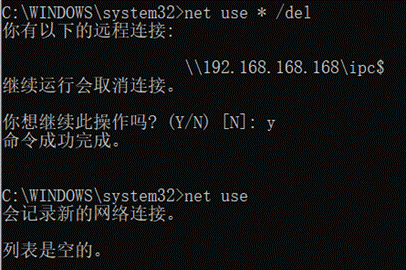 C:\WINDOWS\system32>net use * /del
你有以下的远程连接:
\\192.168.168.168\ipc$
继续运行会取消连接。
你想继续此操作吗? (Y/N) [N]: y
命令成功完成。
C:\WINDOWS\system32>net use
会记录新的网络连接。
列表是空的。